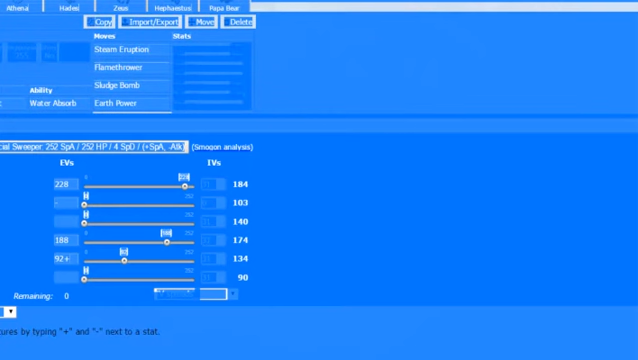 Athena Hades Zeus Hephaestus Papa Bear
Copy Import/Export Move Delete
Moves Stats
Steam Eruption
Flamethrower
Ability Sludge Bomb
Water Absorb Earth Power
cial Sweeper: 252 SpA / 252 HP / 4 SpD / (+SpA, -Atk) (Smogon analysis)
EVs IVs
228 184
- 103
140
188 174
92+ 134
90
Remaining: 0
ures by typing "+" and "-" next to a stat.